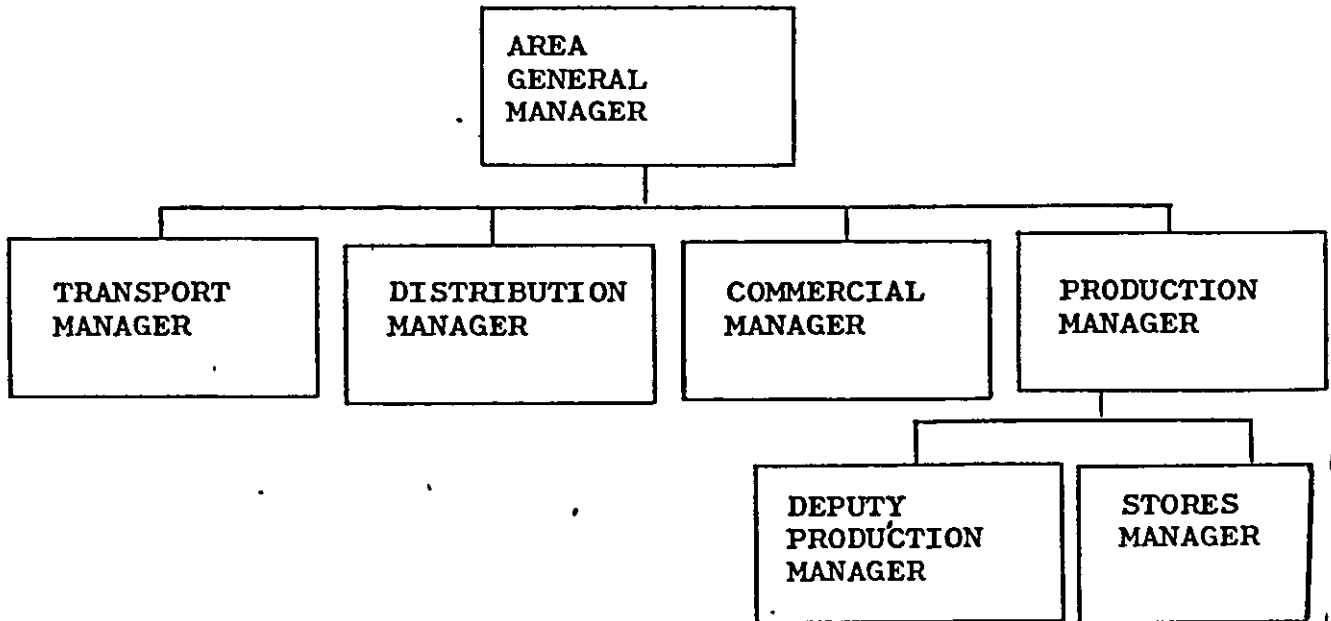 AREA
GENERAL
MANAGER
TRANSPORT
MANAGER
DISTRIBUTION
MANAGER
COMMERCIAL
MANAGER
PRODUCTION
MANAGER
DEPUTY
PRODUCTION
MANAGER
STORES
MANAGER